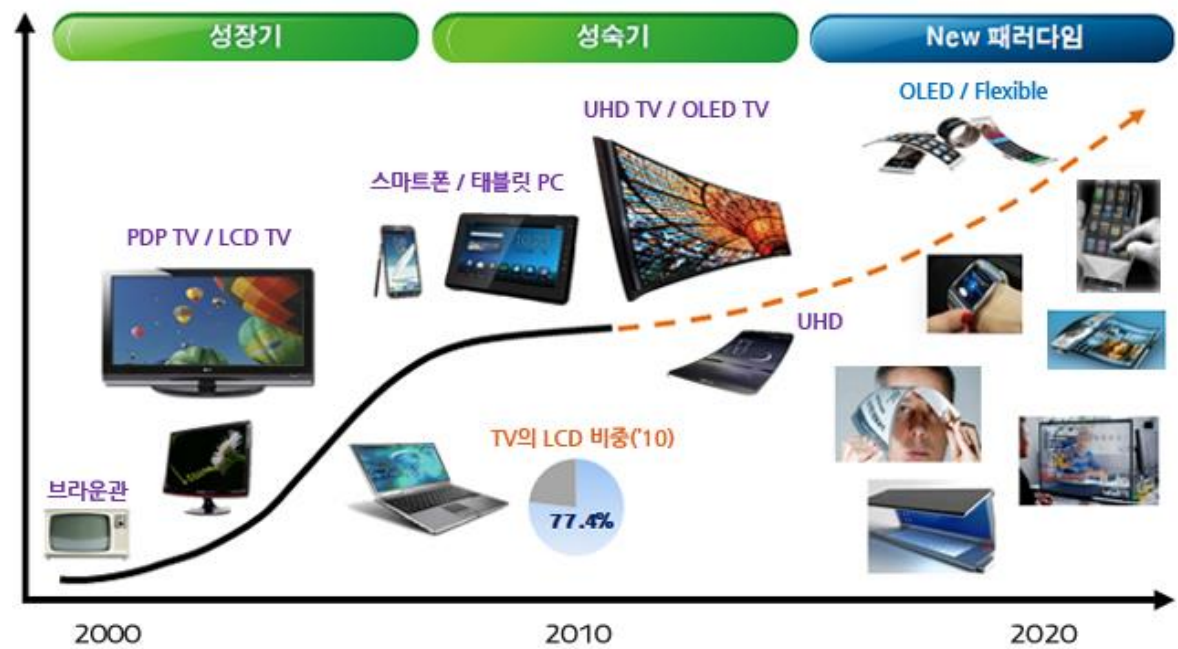 성장기
성숙기
New 패러다임
OLED / Flexible
UHD TV / OLED TV
스마트폰 / 태블릿 PC
PDP TV / LCD TV
UHD
TV의 LCD 비중('10)
77.4%
브라운관
2000
2010
2020